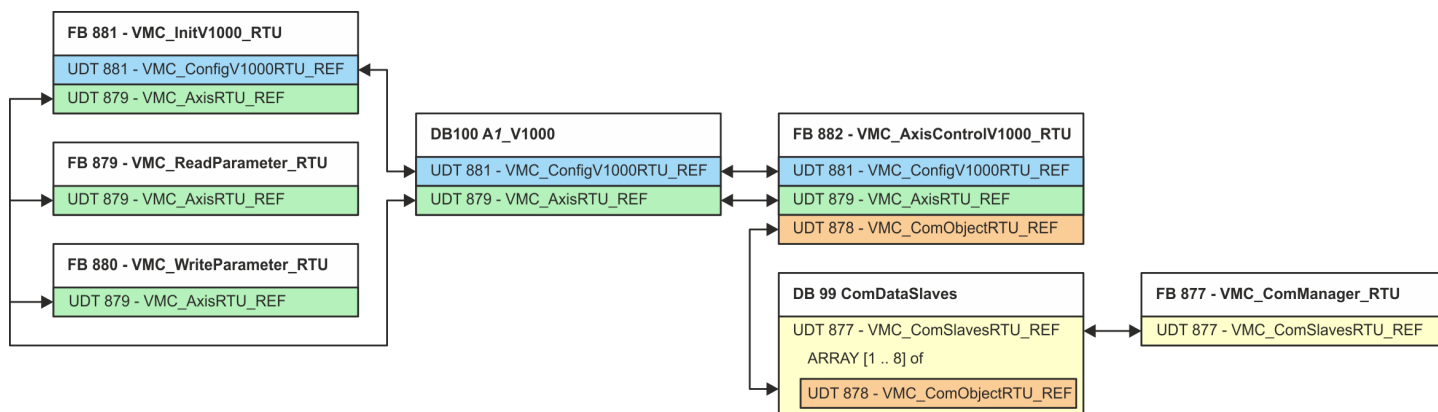 FB 881 - VMC_InitV1000_RTU
UDT 881 - VMC_ConfigV1000RTU_REF
UDT 879 - VMC_AxisRTU_REF
FB 879 - VMC_ReadParameter_RTU
UDT 879 - VMC_AxisRTU_REF
FB 880 - VMC_WriteParameter_RTU
UDT 879 - VMC_AxisRTU_REF
DB100 A1_V1000
UDT 881 - VMC_ConfigV1000RTU_REF
UDT 879 - VMC_AxisRTU_REF
FB 882 - VMC_AxisControlV1000_RTU
UDT 881 - VMC_ConfigV1000RTU_REF
UDT 879 - VMC_AxisRTU_REF
UDT 878 - VMC_ComObjectRTU_REF
DB 99 ComDataSlaves
UDT 877 - VMC_ComSlavesRTU_REF
ARRAY [1 .. 8] of
UDT 878 - VMC_ComObjectRTU_REF
FB 877 - VMC_ComManager_RTU
UDT 877 - VMC_ComSlavesRTU_REF